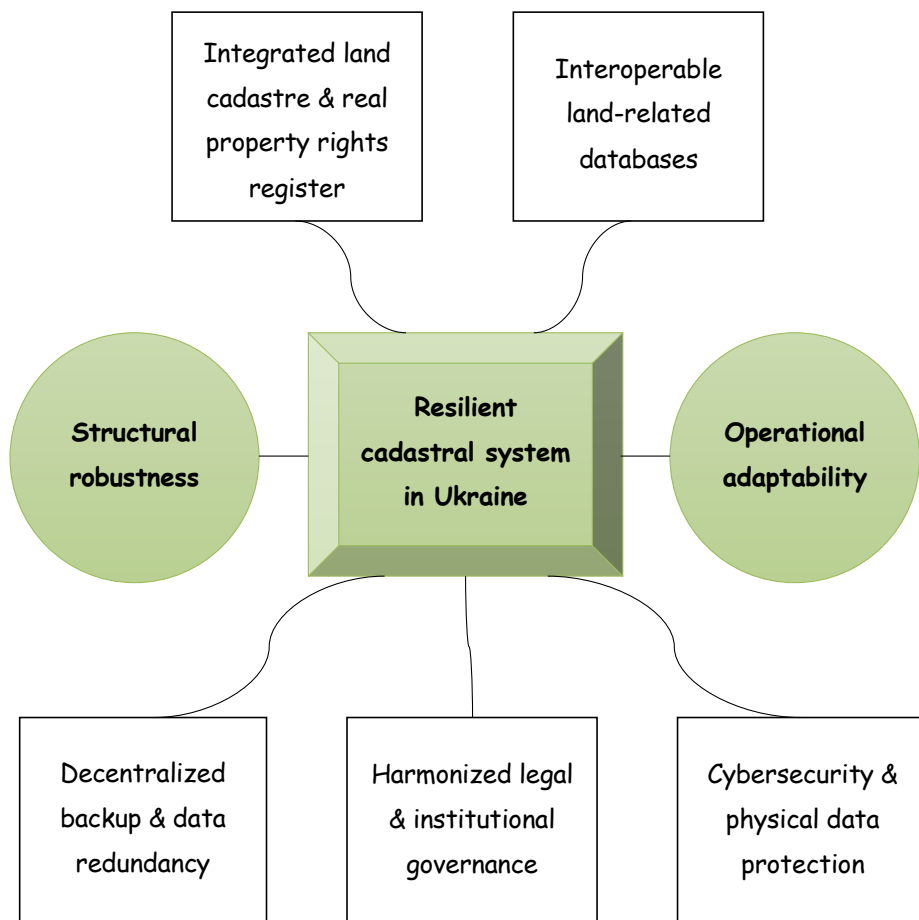 Integrated land
cadastre & real
property rights
register
Interoperable
land-related
databases
Structural
robustness
Resilient
cadastral system
in Ukraine
Operational
adaptability
Decentralized
backup & data
redundancy
Harmonized legal
& institutional
governance
Cybersecurity &
physical data
protection